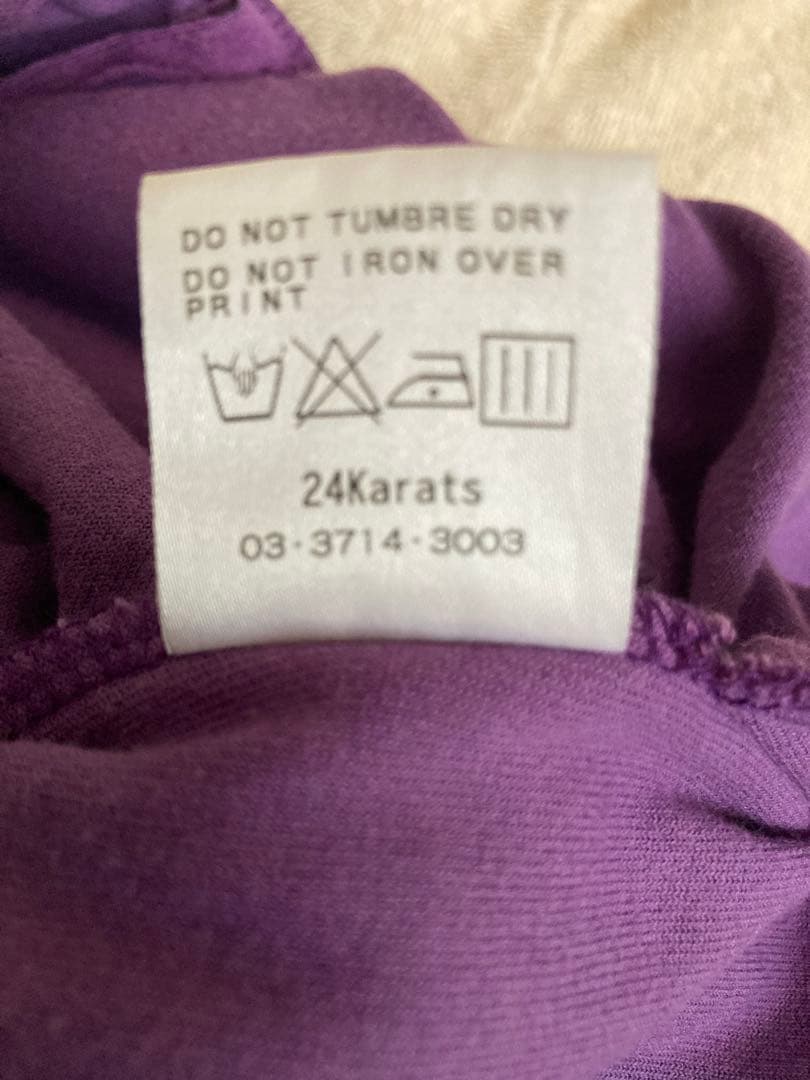 DO NOT TUMBRE DRY
DO NOT IRON OVER
PRINT
24Karats
03・3714・3003